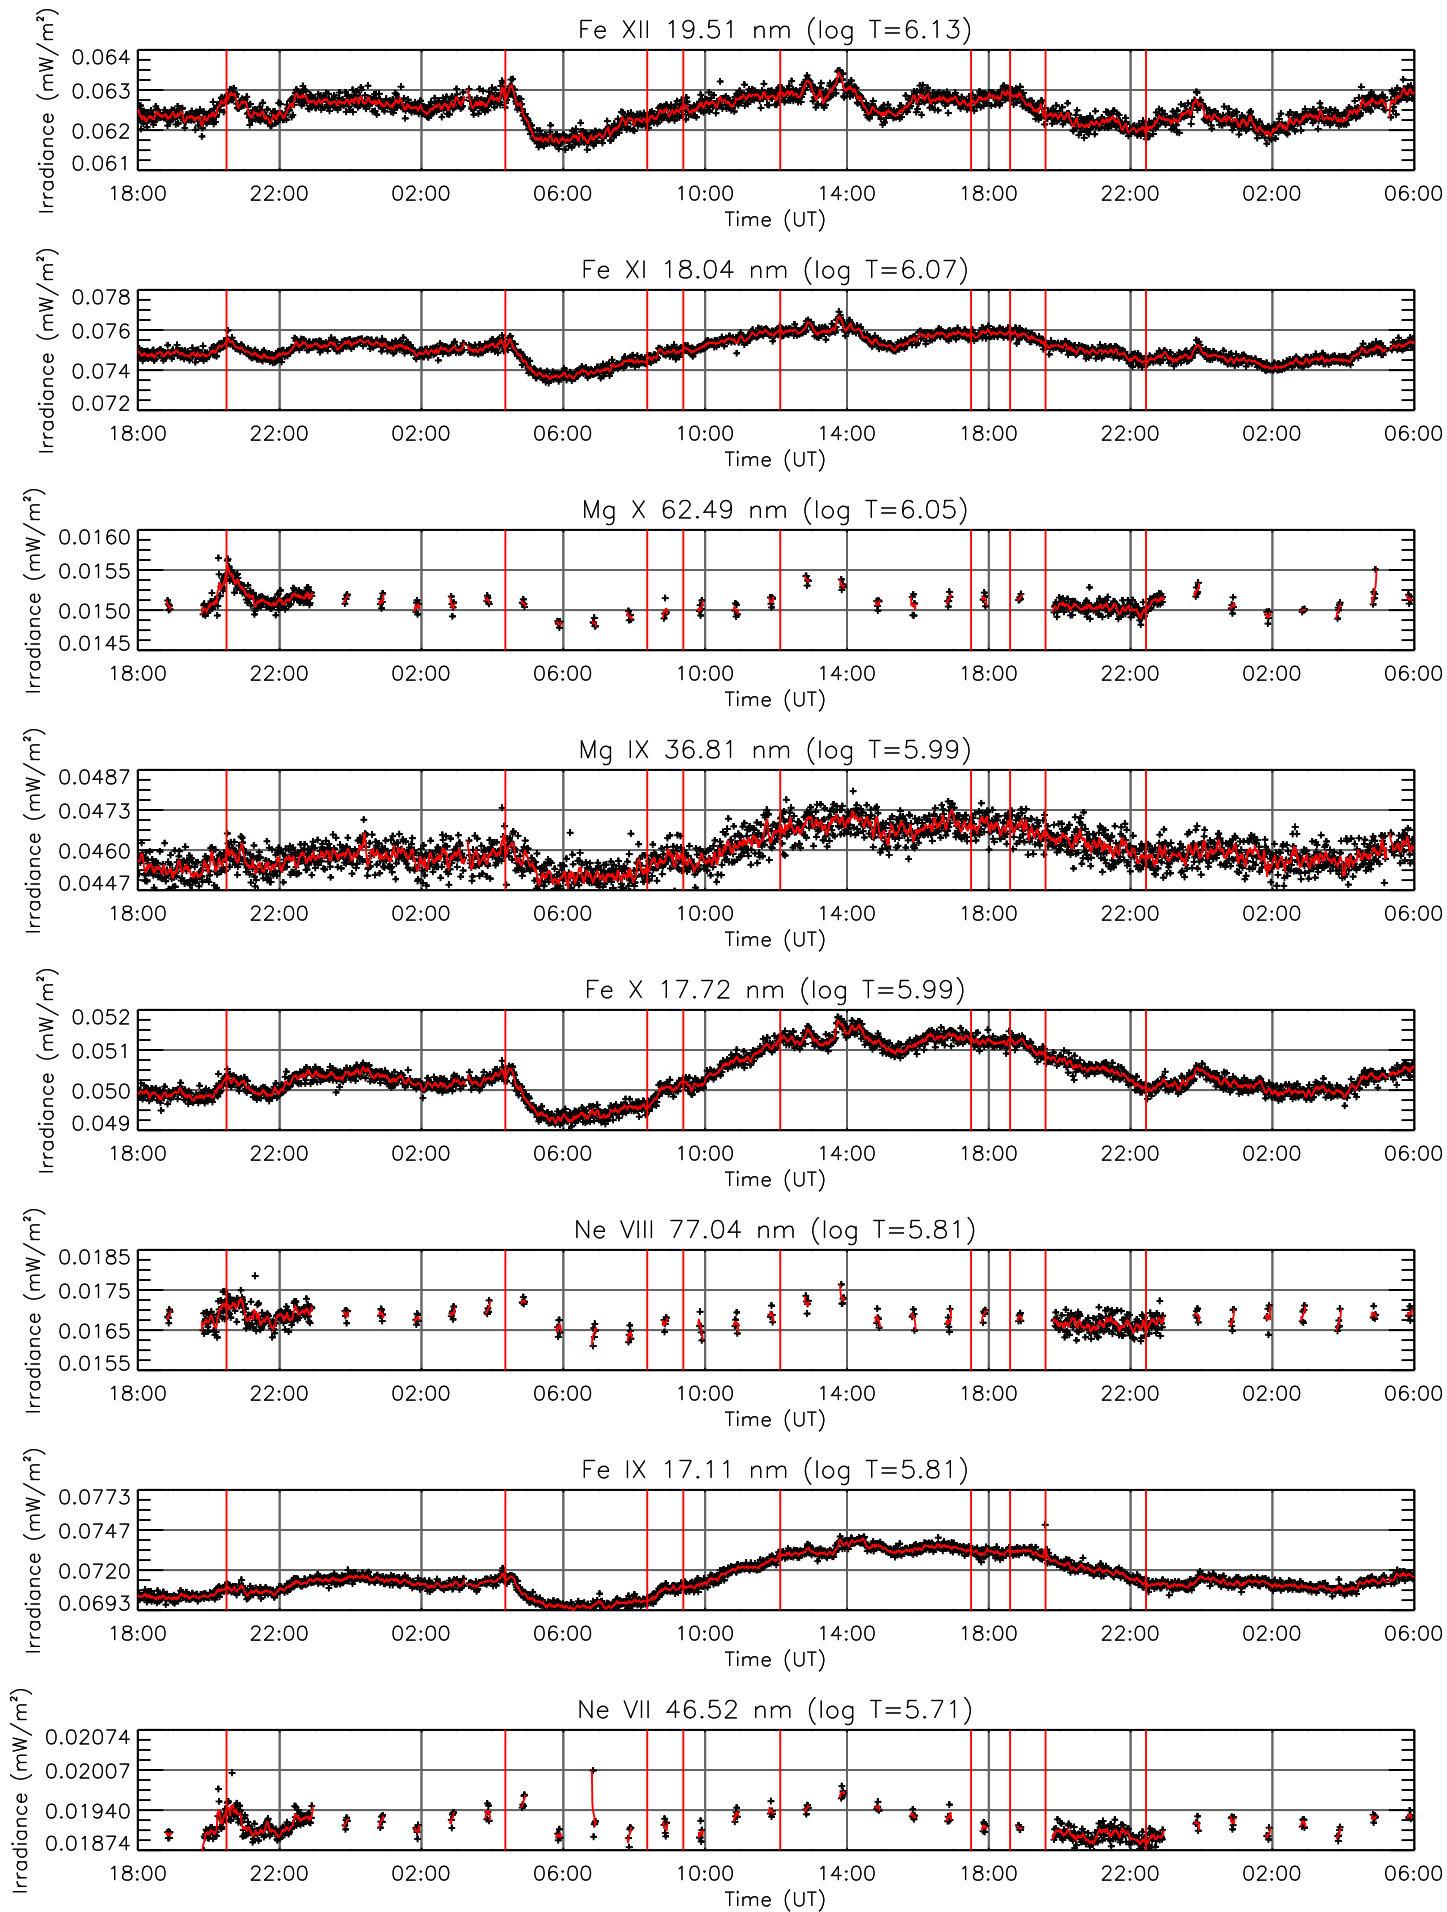 Fe XII 19.51 nm (log T=6.13)
Irradiance (mW/m²)
0.064
0.063
0.062
0.061
18:00 22:00 02:00 06:00 10:00 14:00 18:00 22:00 02:00 06:00
Time (UT)
Fe XI 18.04 nm (log T=6.07)
Irradiance (mW/m²)
0.078
0.076
0.074
0.072
18:00 22:00 02:00 06:00 10:00 14:00 18:00 22:00 02:00 06:00
Time (UT)
Mg X 62.49 nm (log T=6.05)
Irradiance (mW/m²)
0.0160
0.0155
0.0150
0.0145
18:00 22:00 02:00 06:00 10:00 14:00 18:00 22:00 02:00 06:00
Time (UT)
Mg IX 36.81 nm (log T=5.99)
Irradiance (mW/m²)
0.0487
0.0473
0.0460
0.0447
18:00 22:00 02:00 06:00 10:00 14:00 18:00 22:00 02:00 06:00
Time (UT)
Fe X 17.72 nm (log T=5.99)
Irradiance (mW/m²)
0.052
0.051
0.050
0.049
18:00 22:00 02:00 06:00 10:00 14:00 18:00 22:00 02:00 06:00
Time (UT)
Ne VIII 77.04 nm (log T=5.81)
Irradiance (mW/m²)
0.0185
0.0175
0.0165
0.0155
18:00 22:00 02:00 06:00 10:00 14:00 18:00 22:00 02:00 06:00
Time (UT)
Fe IX 17.11 nm (log T=5.81)
Irradiance (mW/m²)
0.0773
0.0747
0.0720
0.0693
18:00 22:00 02:00 06:00 10:00 14:00 18:00 22:00 02:00 06:00
Time (UT)
Ne VII 46.52 nm (log T=5.71)
Irradiance (mW/m²)
0.02074
0.02007
0.01940
0.01874
18:00 22:00 02:00 06:00 10:00 14:00 18:00 22:00 02:00 06:00
Time (UT)